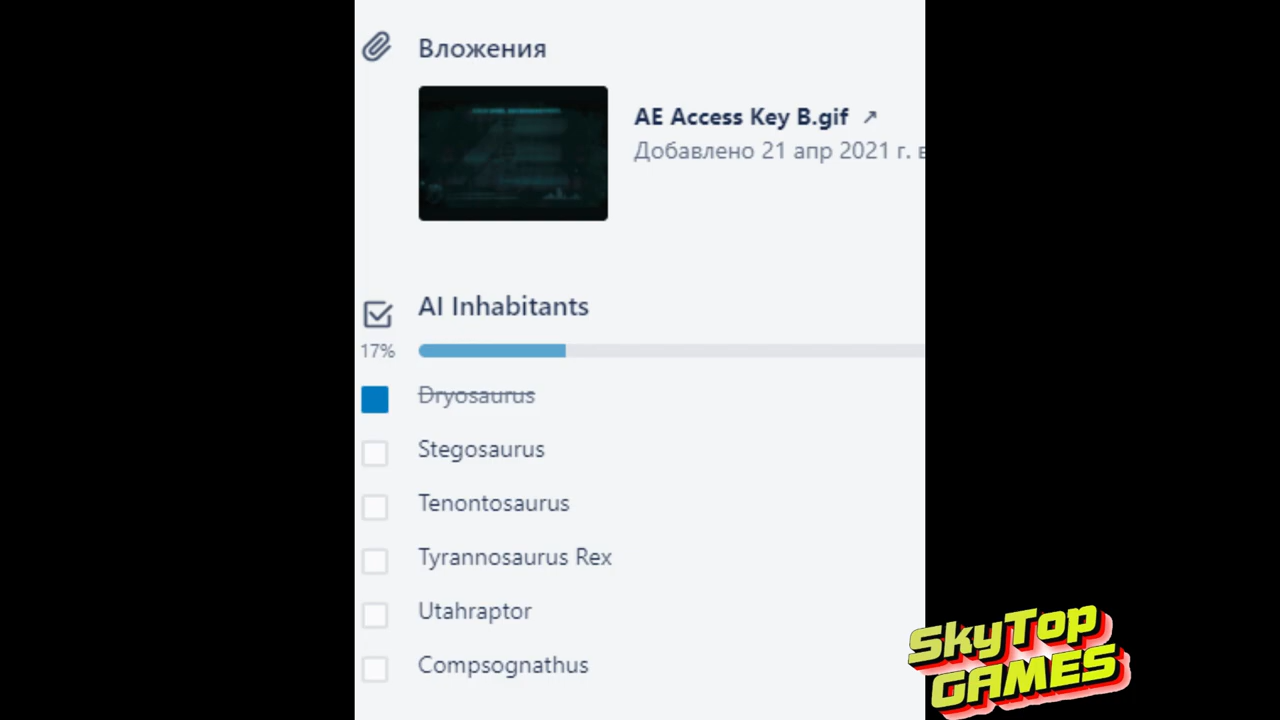 Вложения
AE Access Key B.gif ↗
Добавлено 21 апр 2021 г. в
AI Inhabitants
17%
Dryosaurus
Stegosaurus
Tenontosaurus
Tyrannosaurus Rex
Utahraptor
Compsognathus
SkyTop
GAMES